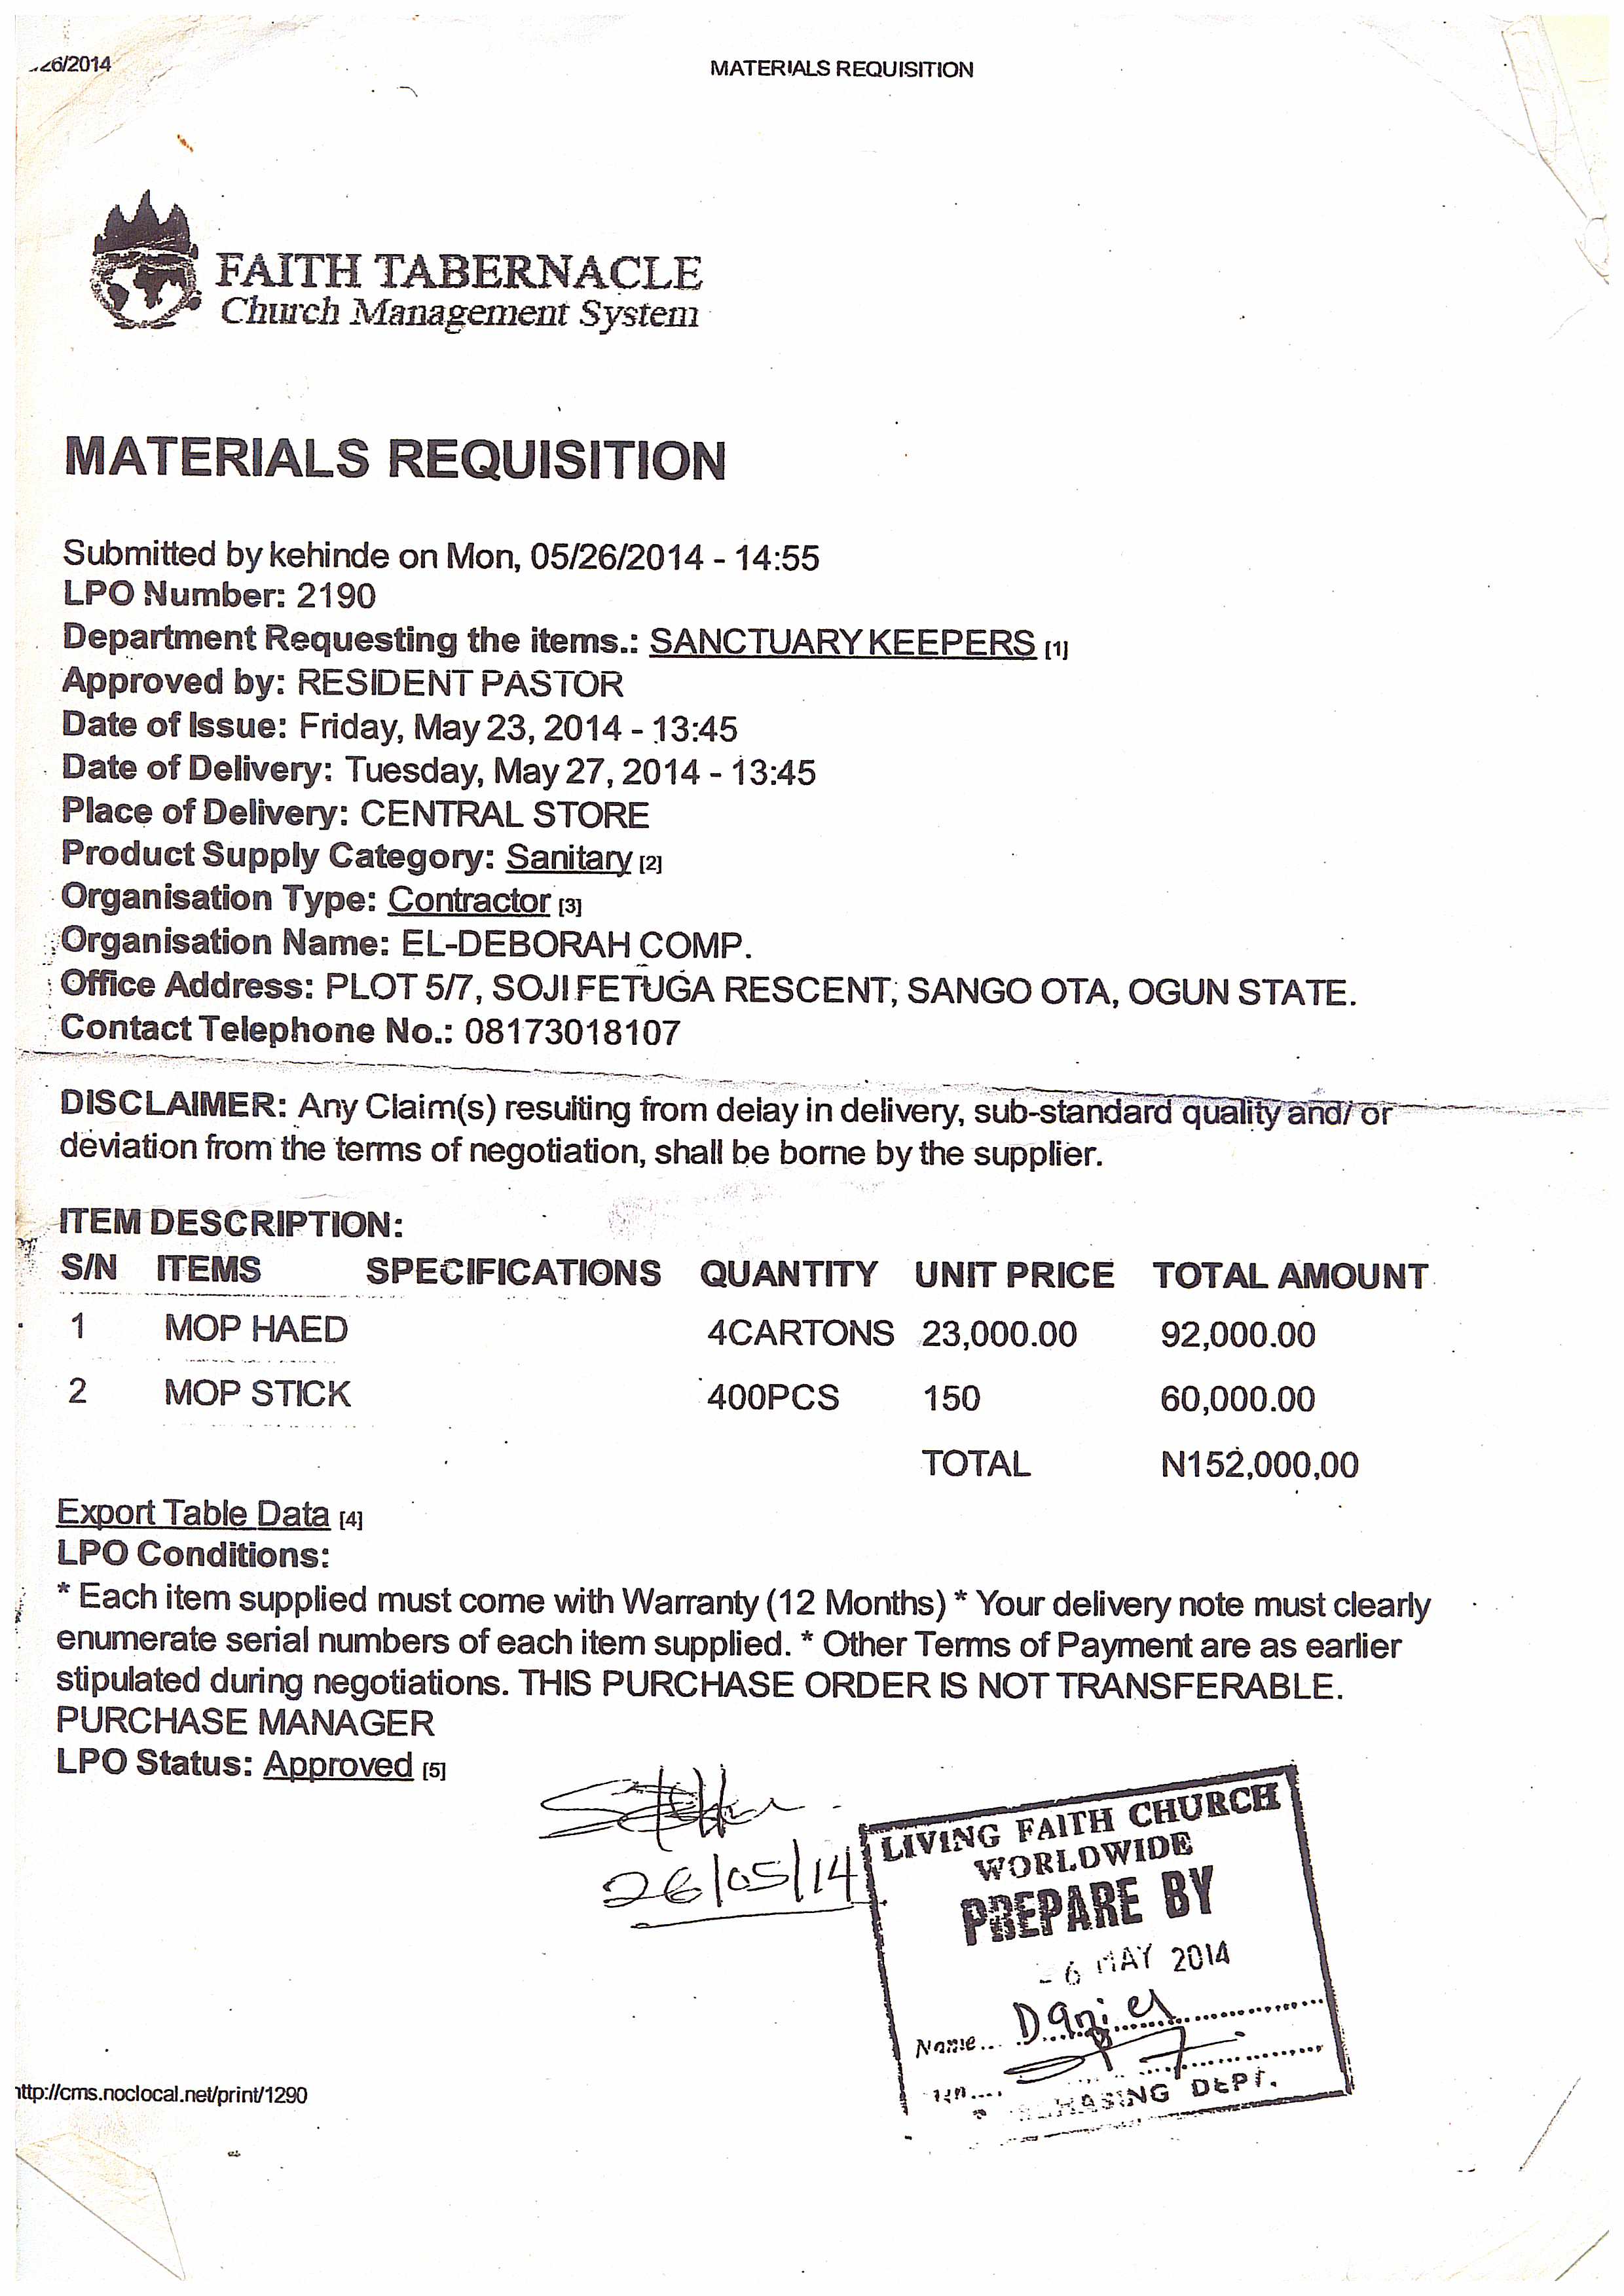 26/2014
MATERIALS REQUISITION
FAITH TABERNACLE
Church Management System
MATERIALS REQUISITION
Submitted by kehinde on Mon, 05/26/2014 - 14:55
LPO Number: 2190
Department Requesting the items.: SANCTUARY KEEPERS [1]
Approved by: RESIDENT PASTOR
Date of Issue: Friday, May 23, 2014 - 13:45
Date of Delivery: Tuesday, May 27, 2014 - 13:45
Place of Delivery: CENTRAL STORE
Product Supply Category: Sanitary [2]
Organisation Type: Contractor [3]
Organisation Name: EL-DEBORAH COMP.
Office Address: PLOT 5/7, SOJI FETUGA RESCENT, SANGO OTA, OGUN STATE.
Contact Telephone No.: 08173018107
DISCLAIMER: Any Claim(s) resulting from delay in delivery, sub-standard quality and/ or
deviation from the terms of negotiation, shall be borne by the supplier.
ITEM DESCRIPTION:
S/N ITEMS SPECIFICATIONS QUANTITY UNIT PRICE TOTAL AMOUNT
1 MOP HAED 4CARTONS 23,000.00 92,000.00
2 MOP STICK 400PCS 150 60,000.00
TOTAL N152,000,00
Export Table Data [4]
LPO Conditions:
* Each item supplied must come with Warranty (12 Months) * Your delivery note must clearly
enumerate serial numbers of each item supplied. * Other Terms of Payment are as earlier
stipulated during negotiations. THIS PURCHASE ORDER IS NOT TRANSFERABLE.
PURCHASE MANAGER
LPO Status: Approved [5]
26/05/14
LIVING FAITH CHURCH
WORLDWIDE
PREPARE BY
6 MAY 2014
Name... Daniel
DEPT.
http://cms.noclocal.net/print/1290